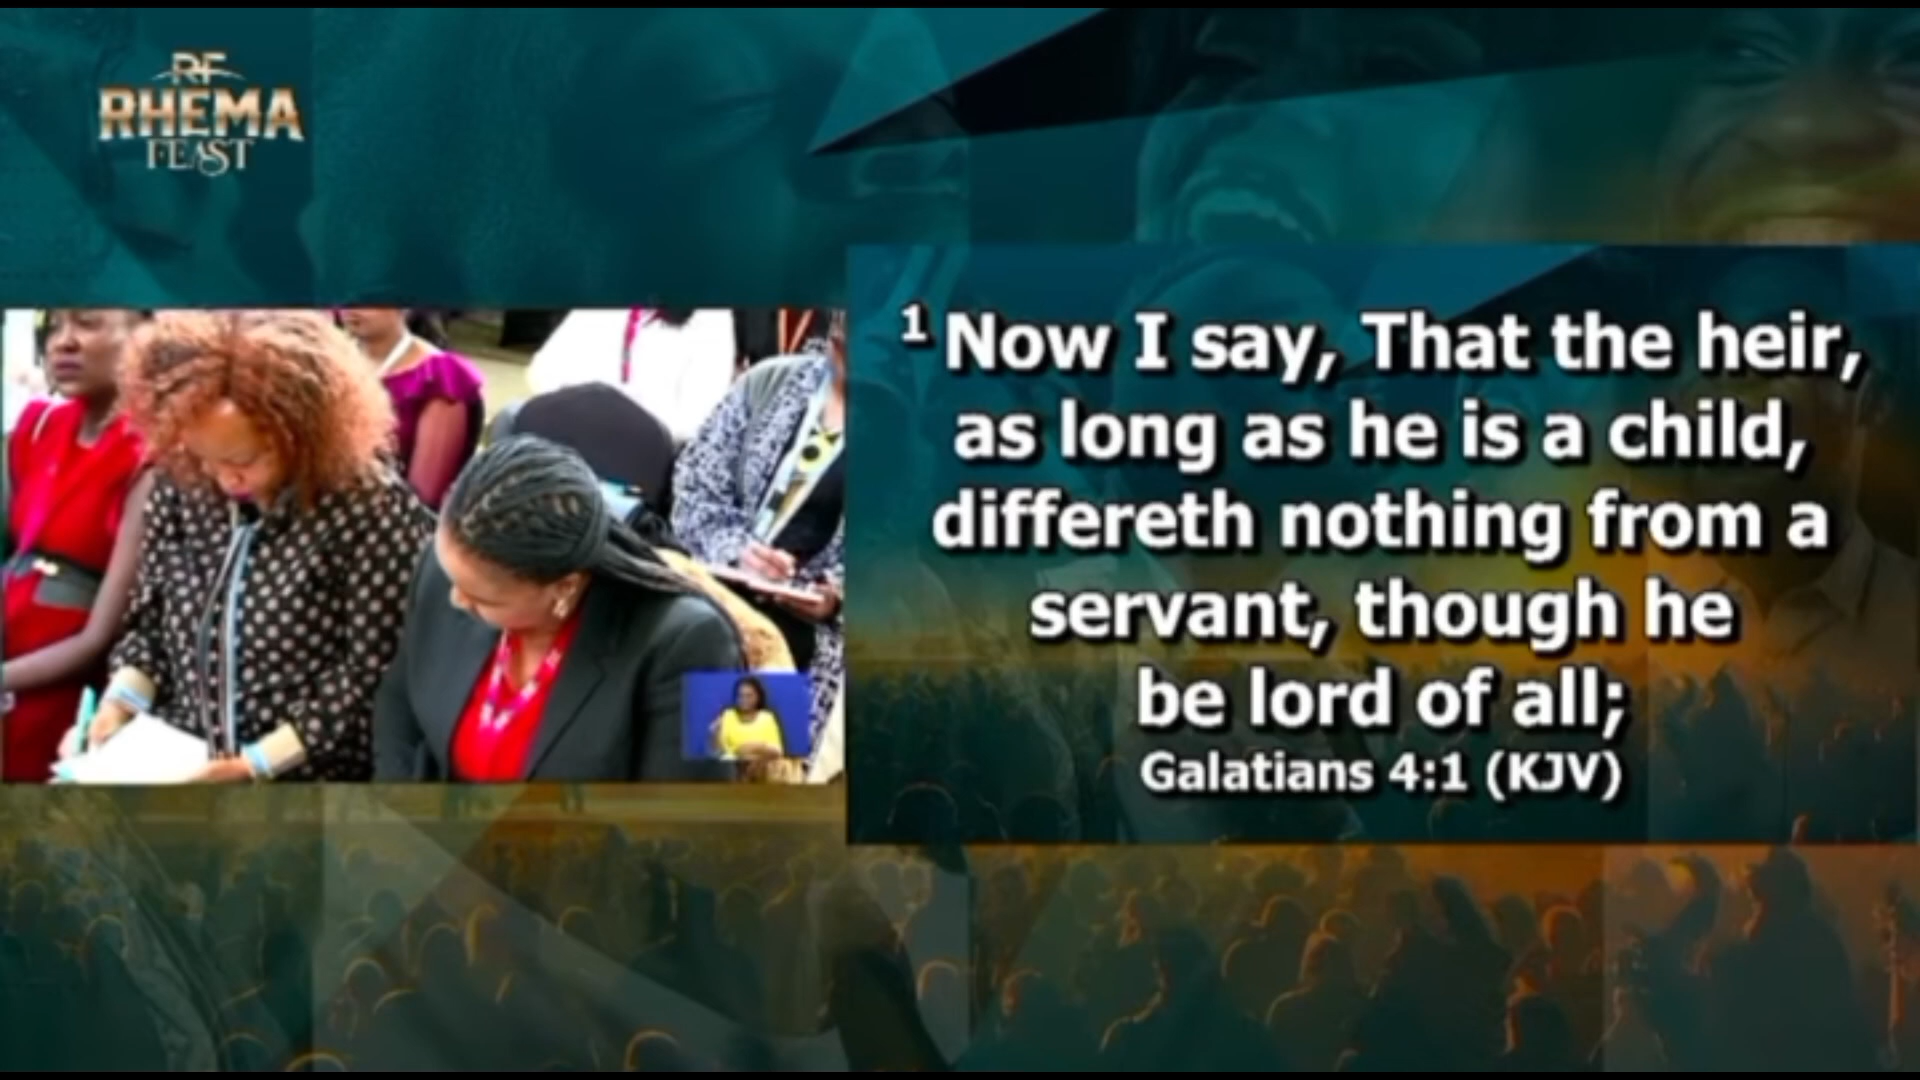 RF
RHEMA
FEAST
1 Now I say, That the heir,
as long as he is a child,
differeth nothing from a
servant, though he
be lord of all;
Galatians 4:1 (KJV)